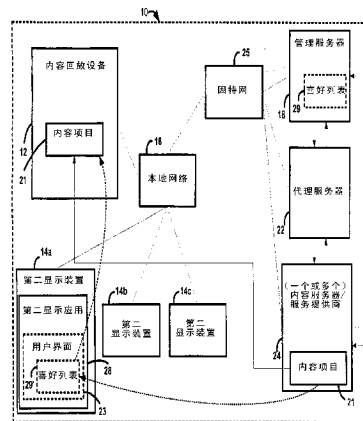 10
内容回放设备
内容项目
12
21
因特网
25
管理服务器
喜好列表
29
18
本地网络
16
代理服务器
22
14a
第二显示装置
第二显示应用
用户界面
喜好列表
29
28
23
14b
第二
显示装置
14c
第二
显示装置
(一个或多个)
内容服务器/
服务提供商
24
内容项目
21